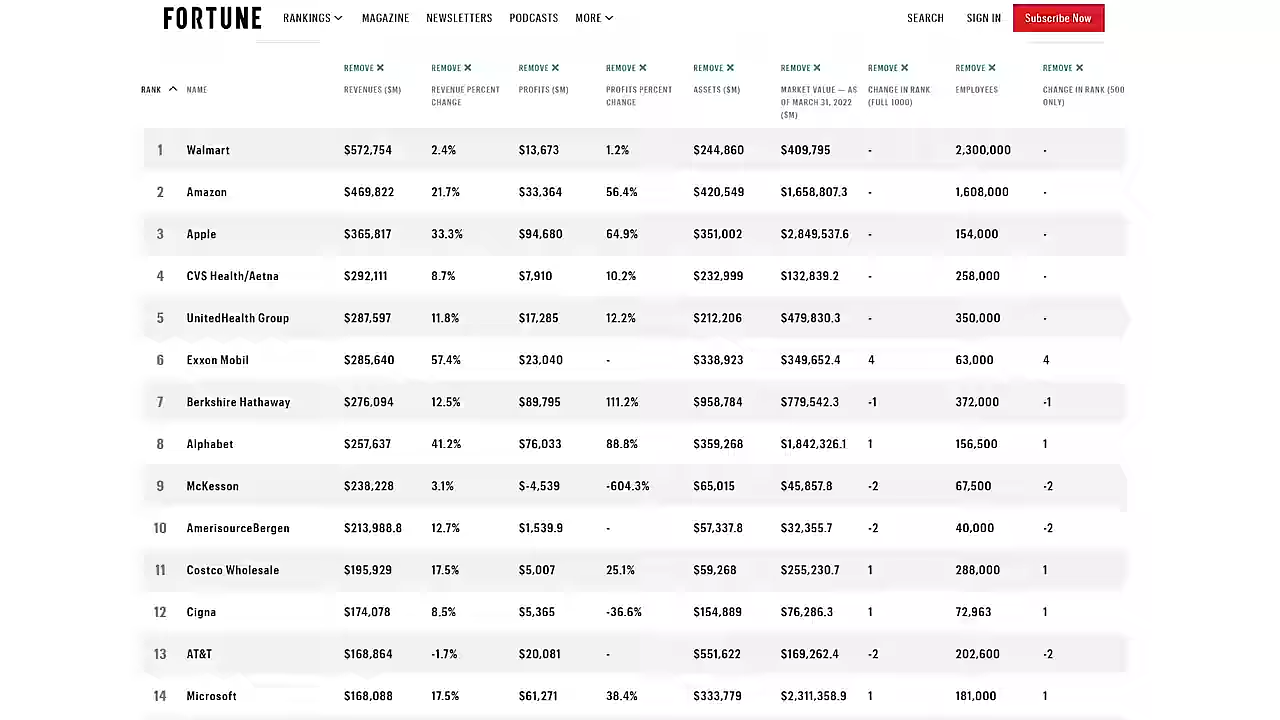 FORTUNE RANKINGS MAGAZINE NEWSLETTERS PODCASTS MORE SEARCH SIGN IN Subscribe Now
REMOVE X REMOVE X REMOVE X REMOVE X REMOVE X REMOVE X REMOVE X REMOVE X REMOVE X
RANK NAME REVENUES ($M) REVENUE PERCENT PROFITS ($M) PROFITS PERCENT ASSETS ($M) MARKET VALUE — AS CHANGE IN RANK EMPLOYEES CHANGE IN RANK (500
CHANGE CHANGE OF MARCH 31, 2022 (FULL 1000) ONLY)
($M)
1 Walmart $572,754 2.4% $13,673 1.2% $244,860 $409,795 - 2,300,000 -
2 Amazon $469,822 21.7% $33,364 56.4% $420,549 $1,658,807.3 - 1,608,000 -
3 Apple $365,817 33.3% $94,680 64.9% $351,002 $2,849,537.6 - 154,000 -
4 CVS Health/Aetna $292,111 8.7% $7,910 10.2% $232,999 $132,839.2 - 258,000 -
5 UnitedHealth Group $287,597 11.8% $17,285 12.2% $212,206 $479,830.3 - 350,000 -
6 Exxon Mobil $285,640 57.4% $23,040 - $338,923 $349,652.4 4 63,000 4
7 Berkshire Hathaway $276,094 12.5% $89,795 111.2% $958,784 $779,542.3 -1 372,000 -1
8 Alphabet $257,637 41.2% $76,033 88.8% $359,268 $1,842,326.1 1 156,500 1
9 McKesson $238,228 3.1% $-4,539 -604.3% $65,015 $45,857.8 -2 67,500 -2
10 AmerisourceBergen $213,988.8 12.7% $1,539.9 - $57,337.8 $32,355.7 -2 40,000 -2
11 Costco Wholesale $195,929 17.5% $5,007 25.1% $59,268 $255,230.7 1 288,000 1
12 Cigna $174,078 8.5% $5,365 -36.6% $154,889 $76,286.3 1 72,963 1
13 AT&T $168,864 -1.7% $20,081 - $551,622 $169,262.4 -2 202,600 -2
14 Microsoft $168,088 17.5% $61,271 38.4% $333,779 $2,311,358.9 1 181,000 1